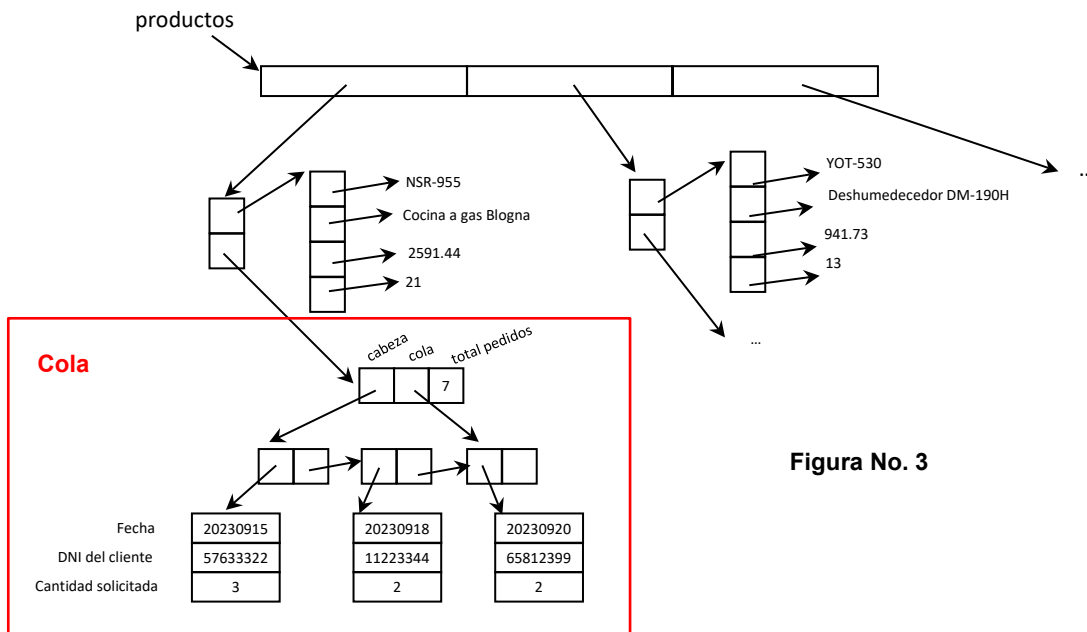 productos
NSR-955
Cocina a gas Blogna
2591.44
21
YOT-530
Deshumedecedor DM-190H
941.73
13
..
...
Cola
cabeza
cola
total pedidos
7
Figura No. 3
Fecha 20230915 20230918 20230920
DNI del cliente 57633322 11223344 65812399
Cantidad solicitada 3 2 2